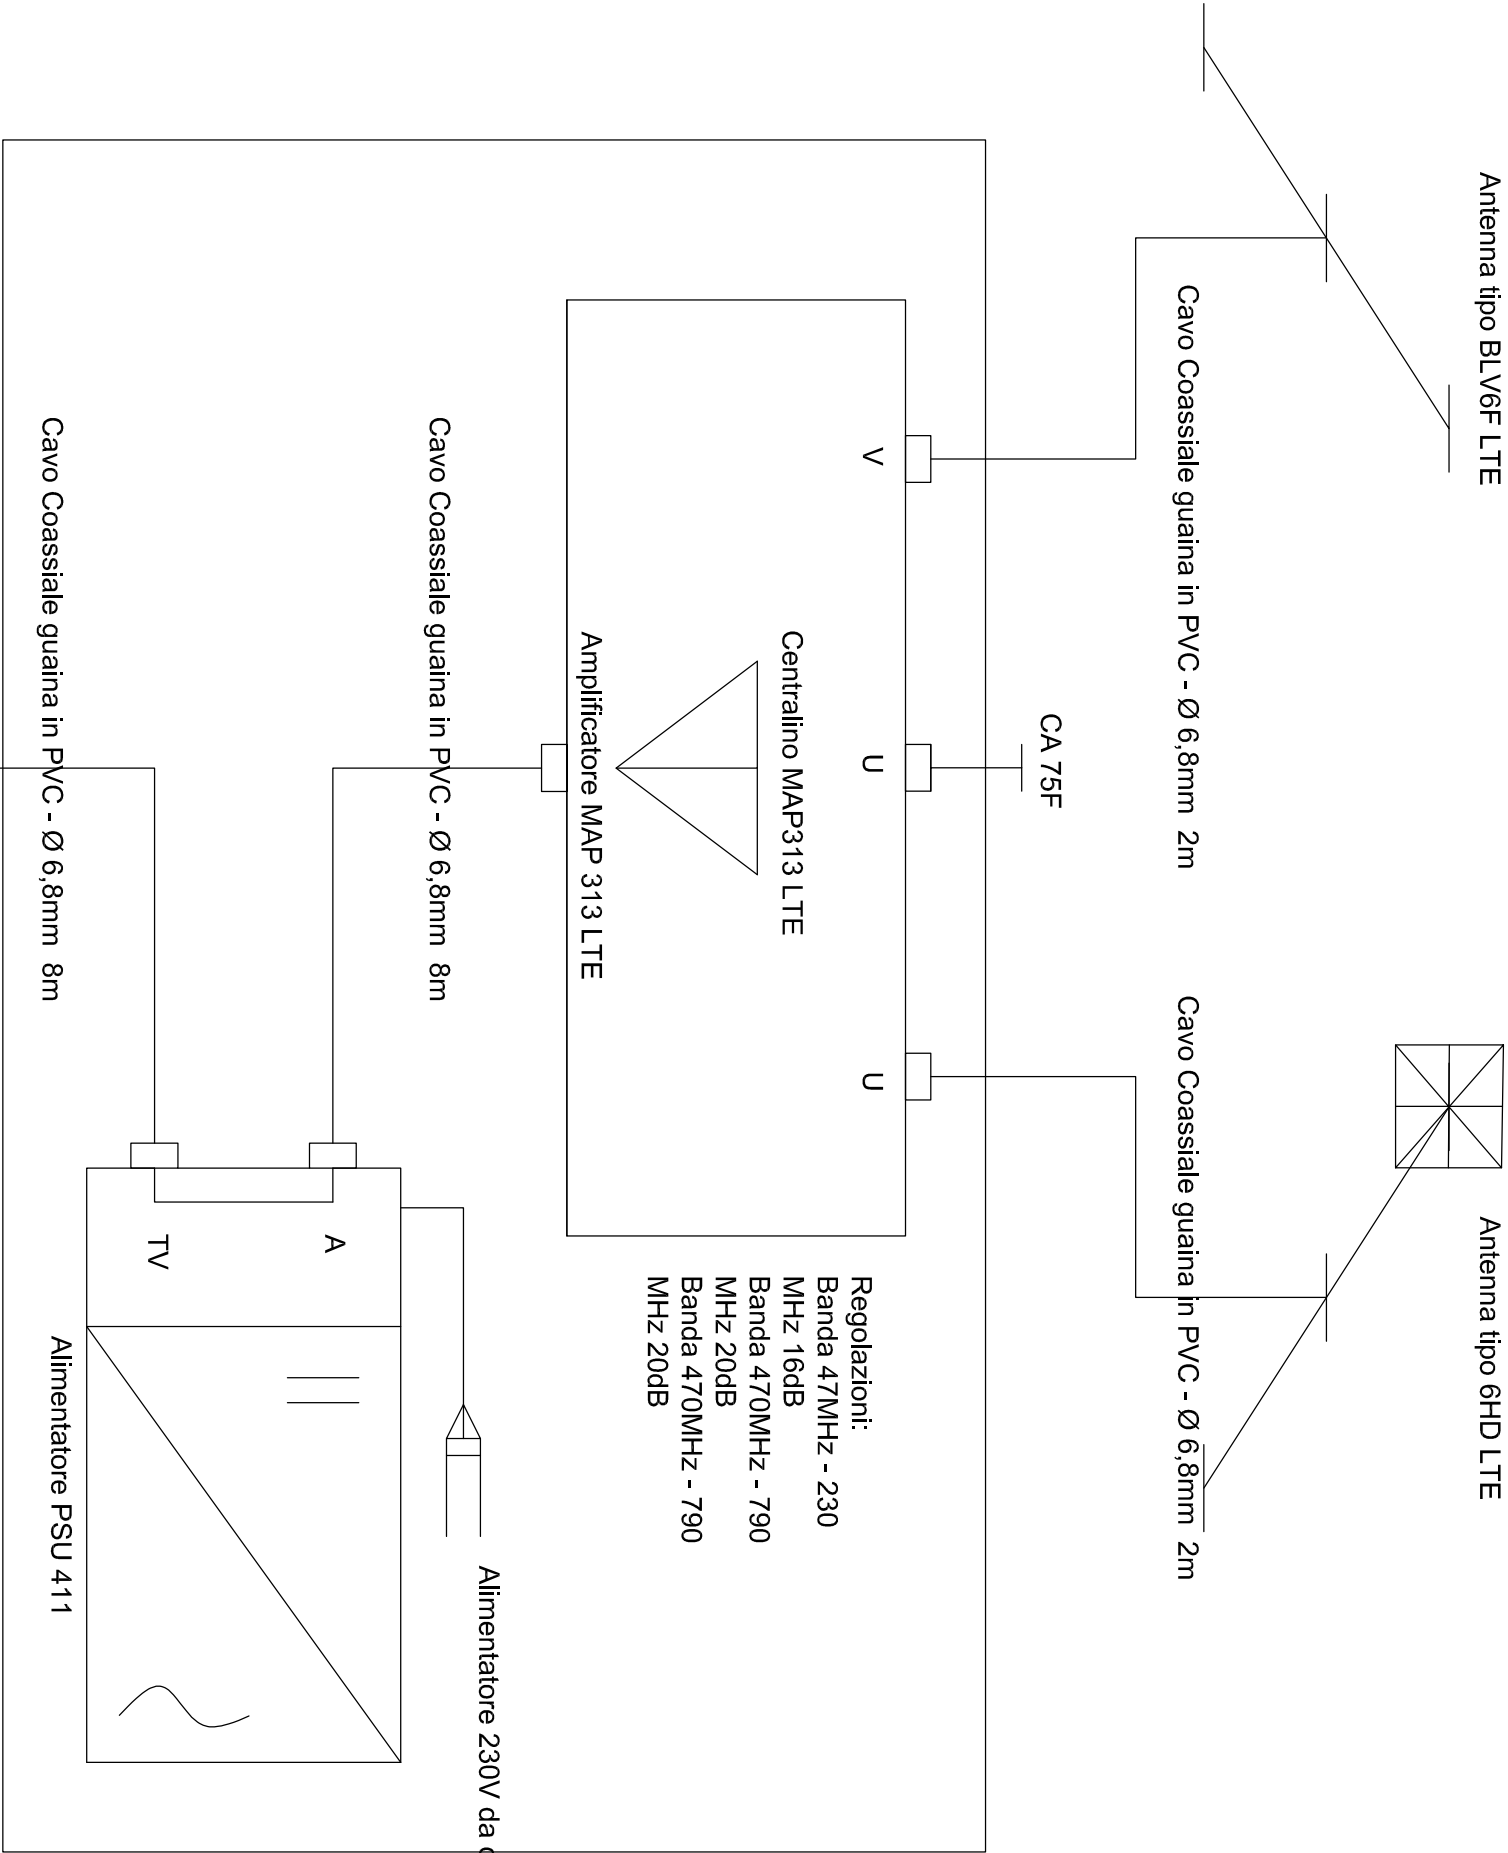 Antenna tipo BLV6F LTE
Antenna tipo 6HD LTE
Cavo Coassiale guaina in PVC - Ø 6,8mm 2m
Cavo Coassiale guaina in PVC - Ø 6,8mm 2m
CA 75F
V
U
U
Centralino MAP313 LTE
Amplificatore MAP 313 LTE
Regolazioni:
Banda 47MHz - 230
MHz 16dB
Banda 470MHz - 790
MHz 20dB
Banda 470MHz - 790
MHz 20dB
Alimentatore 230V da
Cavo Coassiale guaina in PVC - Ø 6,8mm 8m
A
TV
Alimentatore PSU 411
Cavo Coassiale guaina in PVC - Ø 6,8mm 8m